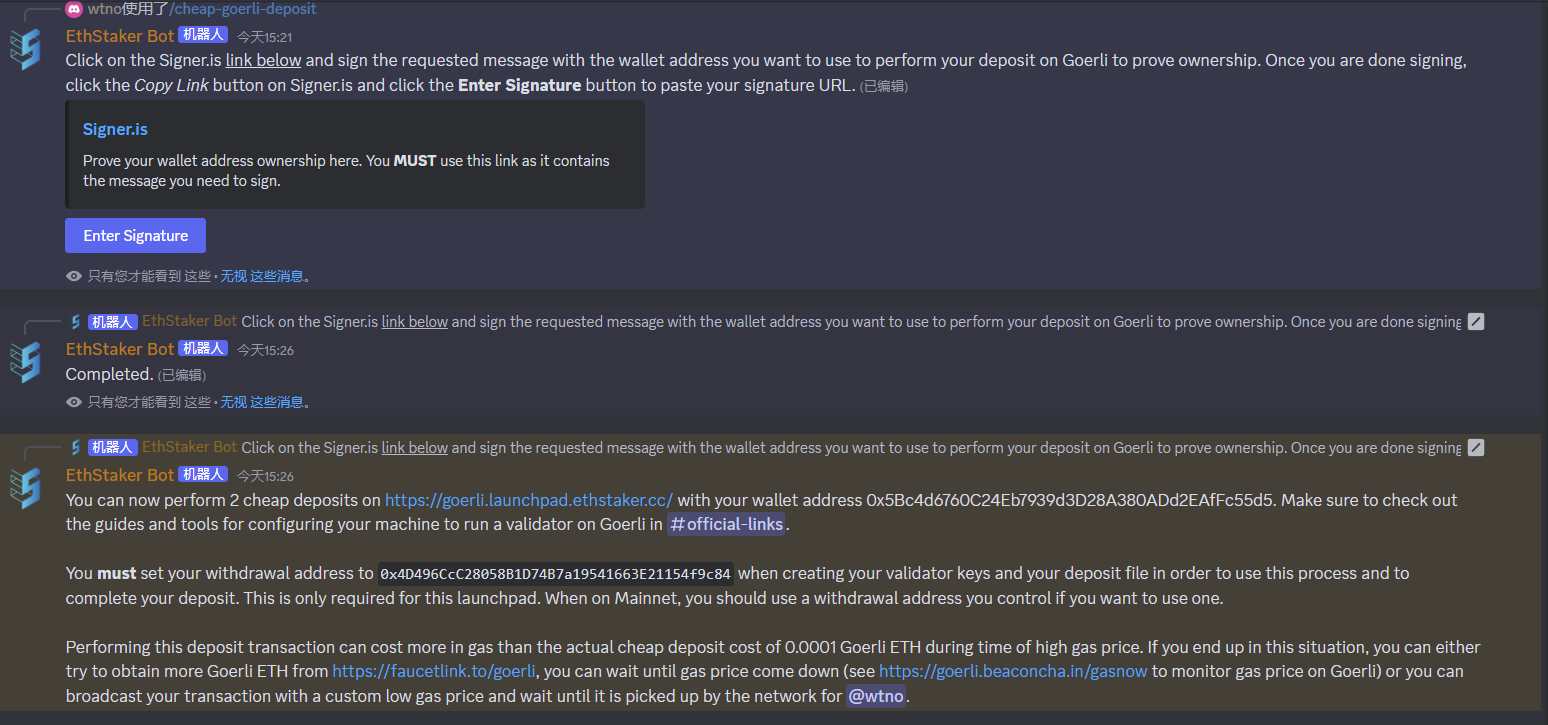 wtno使用了/cheap-goerli-deposit
EthStaker Bot 机器人 今天15:21
Click on the Signer.is link below and sign the requested message with the wallet address you want to use to perform your deposit on Goerli to prove ownership. Once you are done signing,
click the Copy Link button on Signer.is and click the Enter Signature button to paste your signature URL. (已编辑)
Signer.is
Prove your wallet address ownership here. You MUST use this link as it contains
the message you need to sign.
Enter Signature
只有您才能看到 这些 · 无视 这些消息。
机器人 EthStaker Bot Click on the Signer.is link below and sign the requested message with the wallet address you want to use to perform your deposit on Goerli to prove ownership. Once you are done signing
EthStaker Bot 机器人 今天15:26
Completed. (已编辑)
只有您才能看到 这些 · 无视 这些消息。
机器人 EthStaker Bot Click on the Signer.is link below and sign the requested message with the wallet address you want to use to perform your deposit on Goerli to prove ownership. Once you are done signing
EthStaker Bot 机器人 今天15:26
You can now perform 2 cheap deposits on https://goerli.launchpad.ethstaker.cc/ with your wallet address 0x5Bc4d6760C24Eb7939d3D28A380ADd2EAfFc55d5. Make sure to check out
the guides and tools for configuring your machine to run a validator on Goerli in #official-links.
You must set your withdrawal address to 0x4D496CcC28058B1D74B7a19541663E21154f9c84 when creating your validator keys and your deposit file in order to use this process and to
complete your deposit. This is only required for this launchpad. When on Mainnet, you should use a withdrawal address you control if you want to use one.
Performing this deposit transaction can cost more in gas than the actual cheap deposit cost of 0.0001 Goerli ETH during time of high gas price. If you end up in this situation, you can either
try to obtain more Goerli ETH from https://faucetlink.to/goerli, you can wait until gas price come down (see https://goerli.beaconcha.in/gasnow to monitor gas price on Goerli) or you can
broadcast your transaction with a custom low gas price and wait until it is picked up by the network for @wtno.